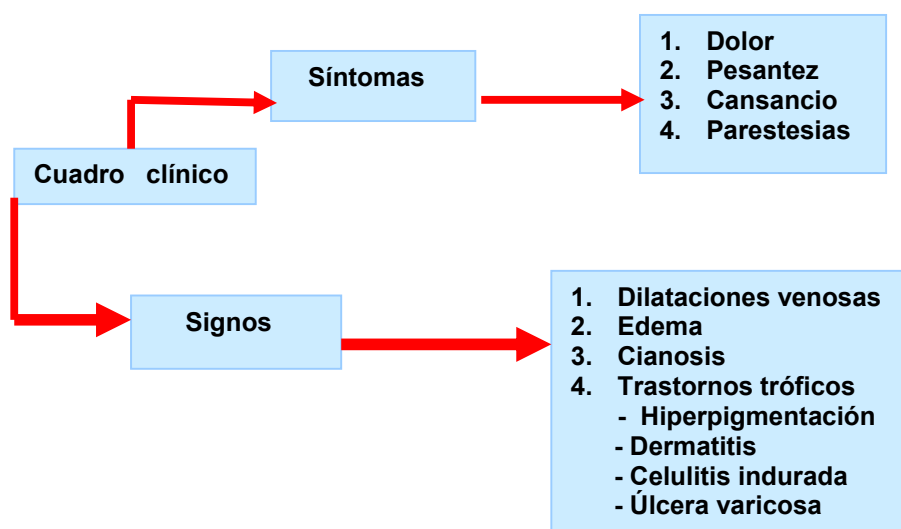 Síntomas
1. Dolor
2. Pesantez
3. Cansancio
4. Parestesias
Cuadro clínico
Signos
1. Dilataciones venosas
2. Edema
3. Cianosis
4. Trastornos tróficos
- Hiperpigmentación
- Dermatitis
- Celulitis indurada
- Úlcera varicosa